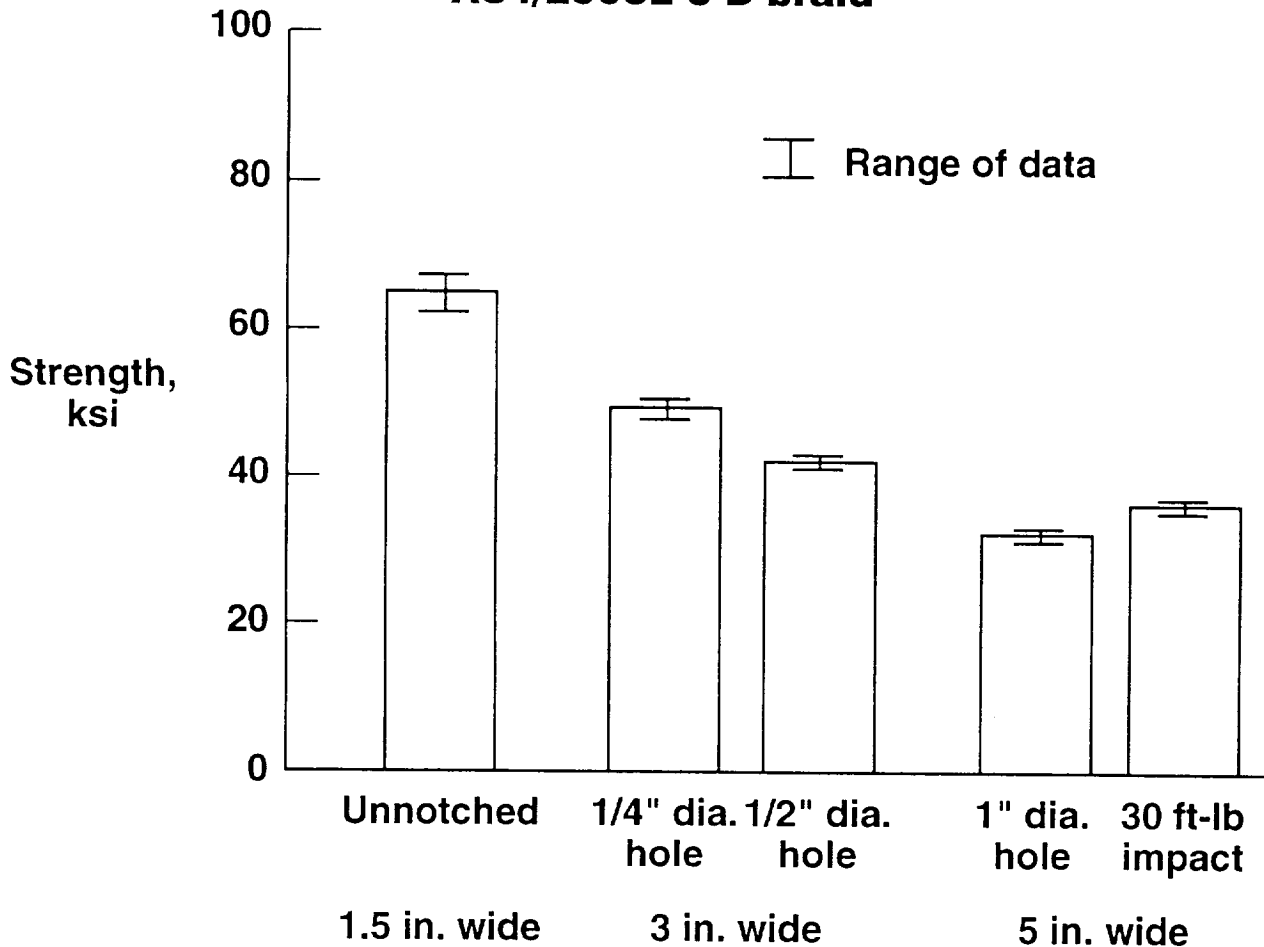 braid
100
80
60
40
20
0
Range of data
Strength,
ksi
Unnotched
1/4" dia.
hole
1/2" dia.
hole
1" dia.
hole
30 ft-lb
impact
1.5 in. wide
3 in. wide
5 in. wide